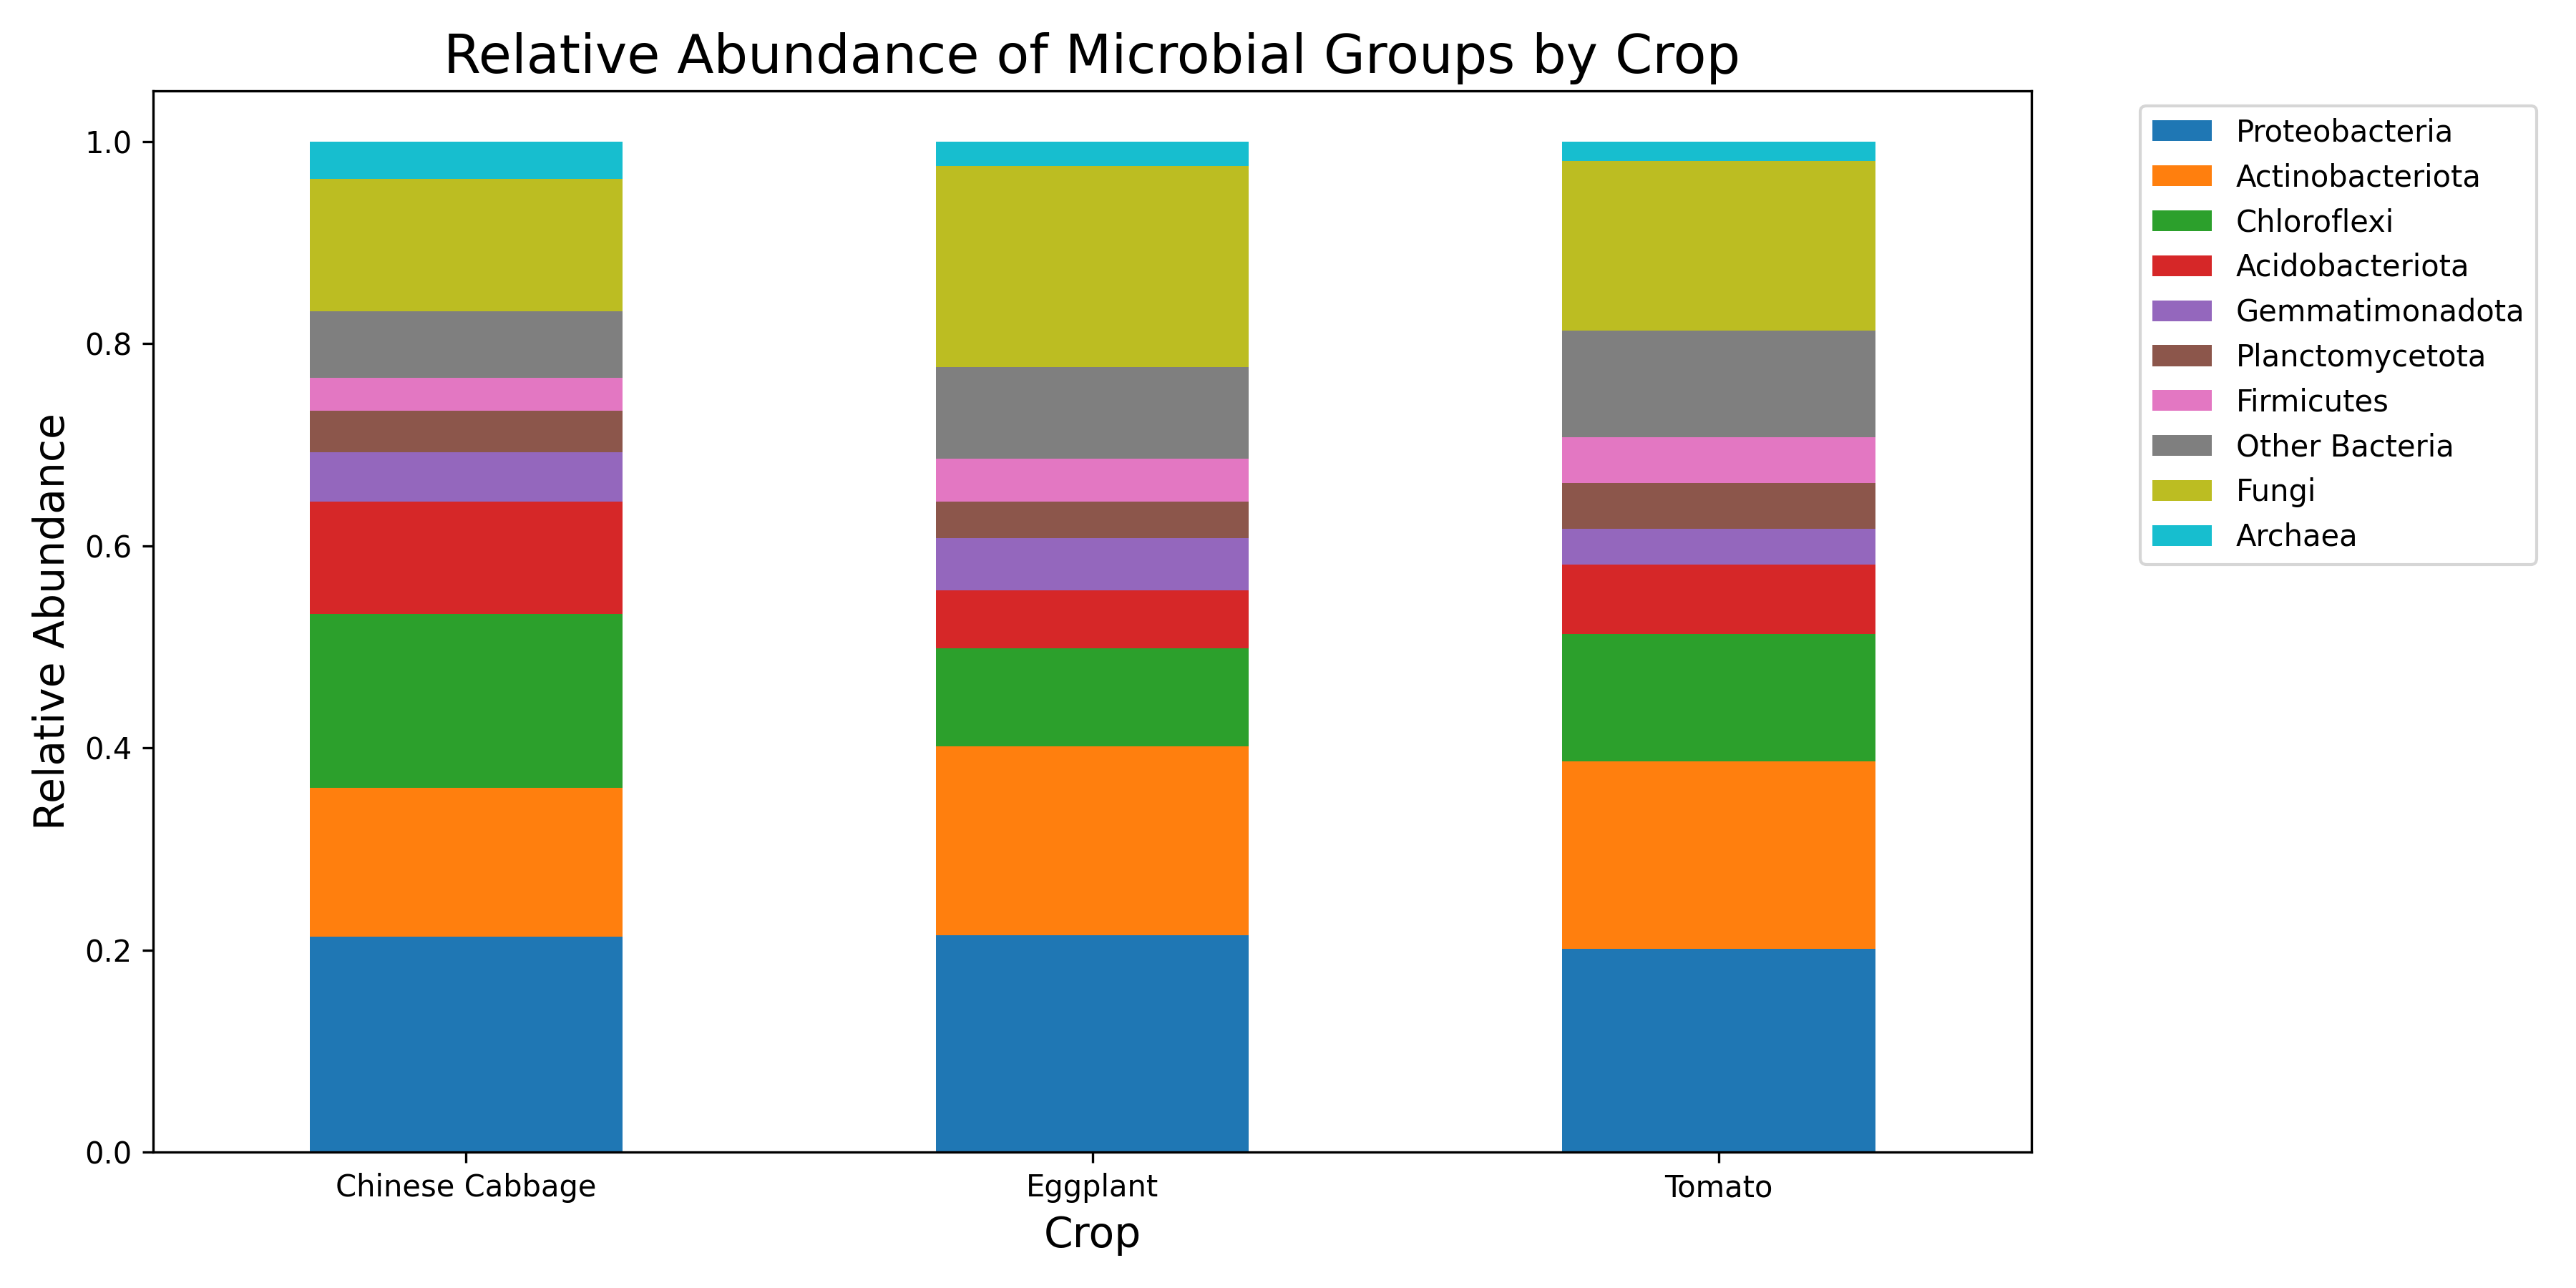 Relative Abundance of Microbial Groups by Crop
Relative Abundance
1.0
0.8
0.6
0.4
0.2
0.0
Chinese Cabbage
Eggplant
Tomato
Crop
Proteobacteria
Actinobacteriota
Chloroflexi
Acidobacteriota
Gemmatimonadota
Planctomycetota
Firmicutes
Other Bacteria
Fungi
Archaea